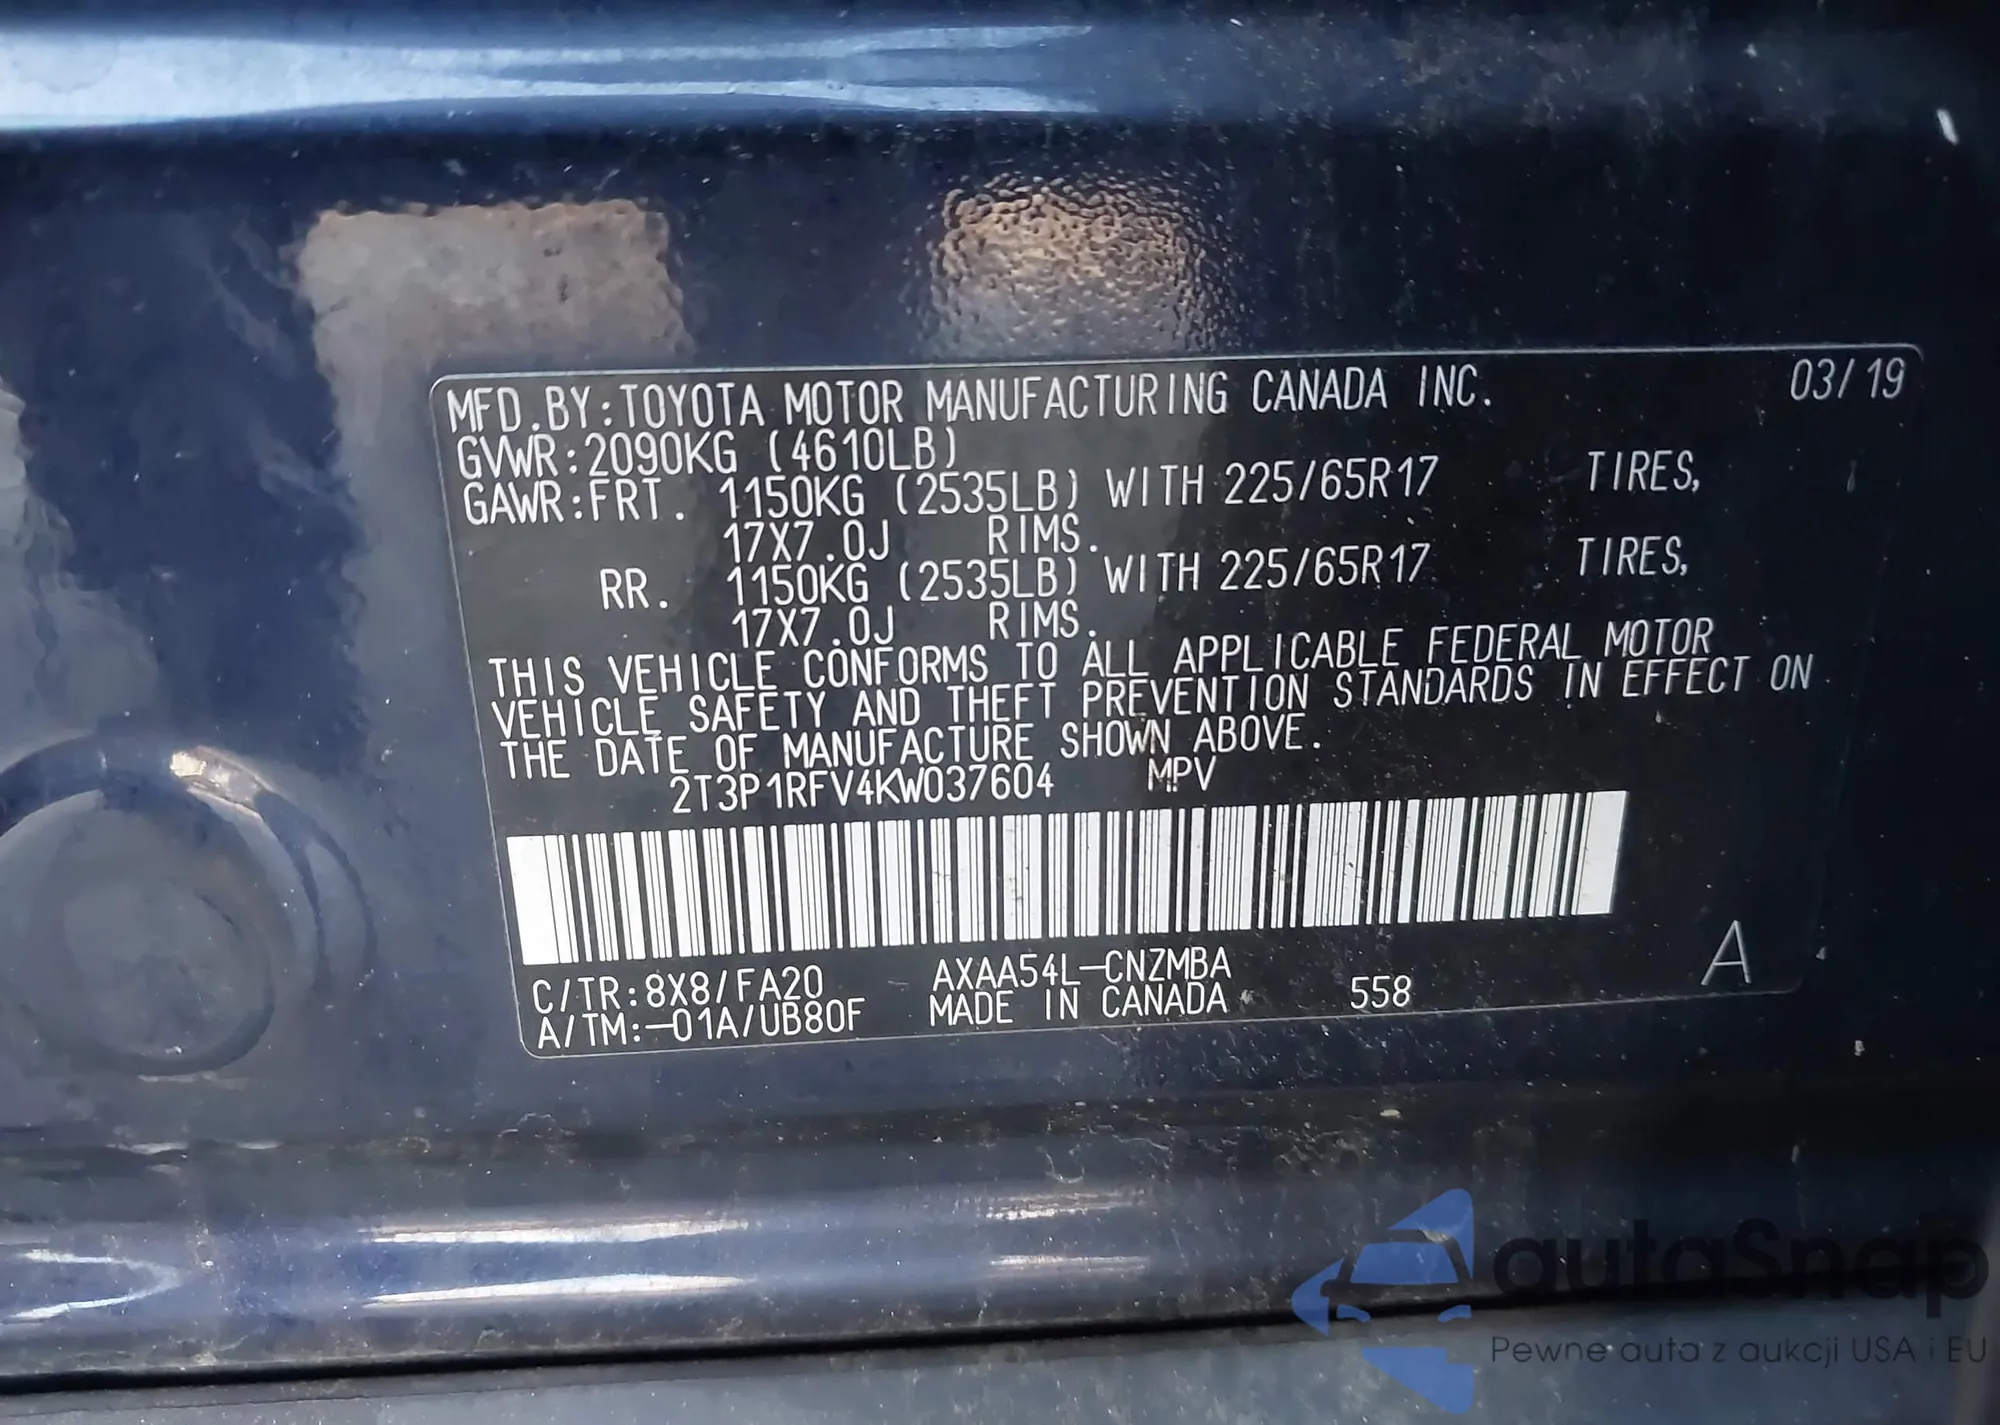 MFD.BY:TOYOTA MOTOR MANUFACTURING CANADA INC. 03/19
GVWR:2090KG (4610LB)
GAWR:FRT. 1150KG (2535LB) WITH 225/65R17 TIRES,
17X7.0J RIMS.
RR. 1150KG (2535LB) WITH 225/65R17 TIRES,
17X7.0J RIMS.
THIS VEHICLE CONFORMS TO ALL APPLICABLE FEDERAL MOTOR
VEHICLE SAFETY AND THEFT PREVENTION STANDARDS IN EFFECT ON
THE DATE OF MANUFACTURE SHOWN ABOVE.
2T3P1RFV4KW037604 MPV
C/TR:8X8/FA20 AXAA54L-CNZMBA 558 A
A/TM:-01A/UB80F MADE IN CANADA
autoSnap
Pewne auta z aukcji USA i EU